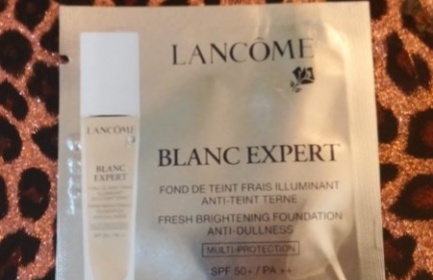 LANCÔME
BLANC EXPERT
FOND DE TEINT FRAIS ILLUMINANT
ANTI-TEINT TERNE
FRESH BRIGHTENING FOUNDATION
ANTI-DULLNESS
MULTI-PROTECTION
SPF 50+ / PA ++
LANCÔME
BLANC
EXPERT